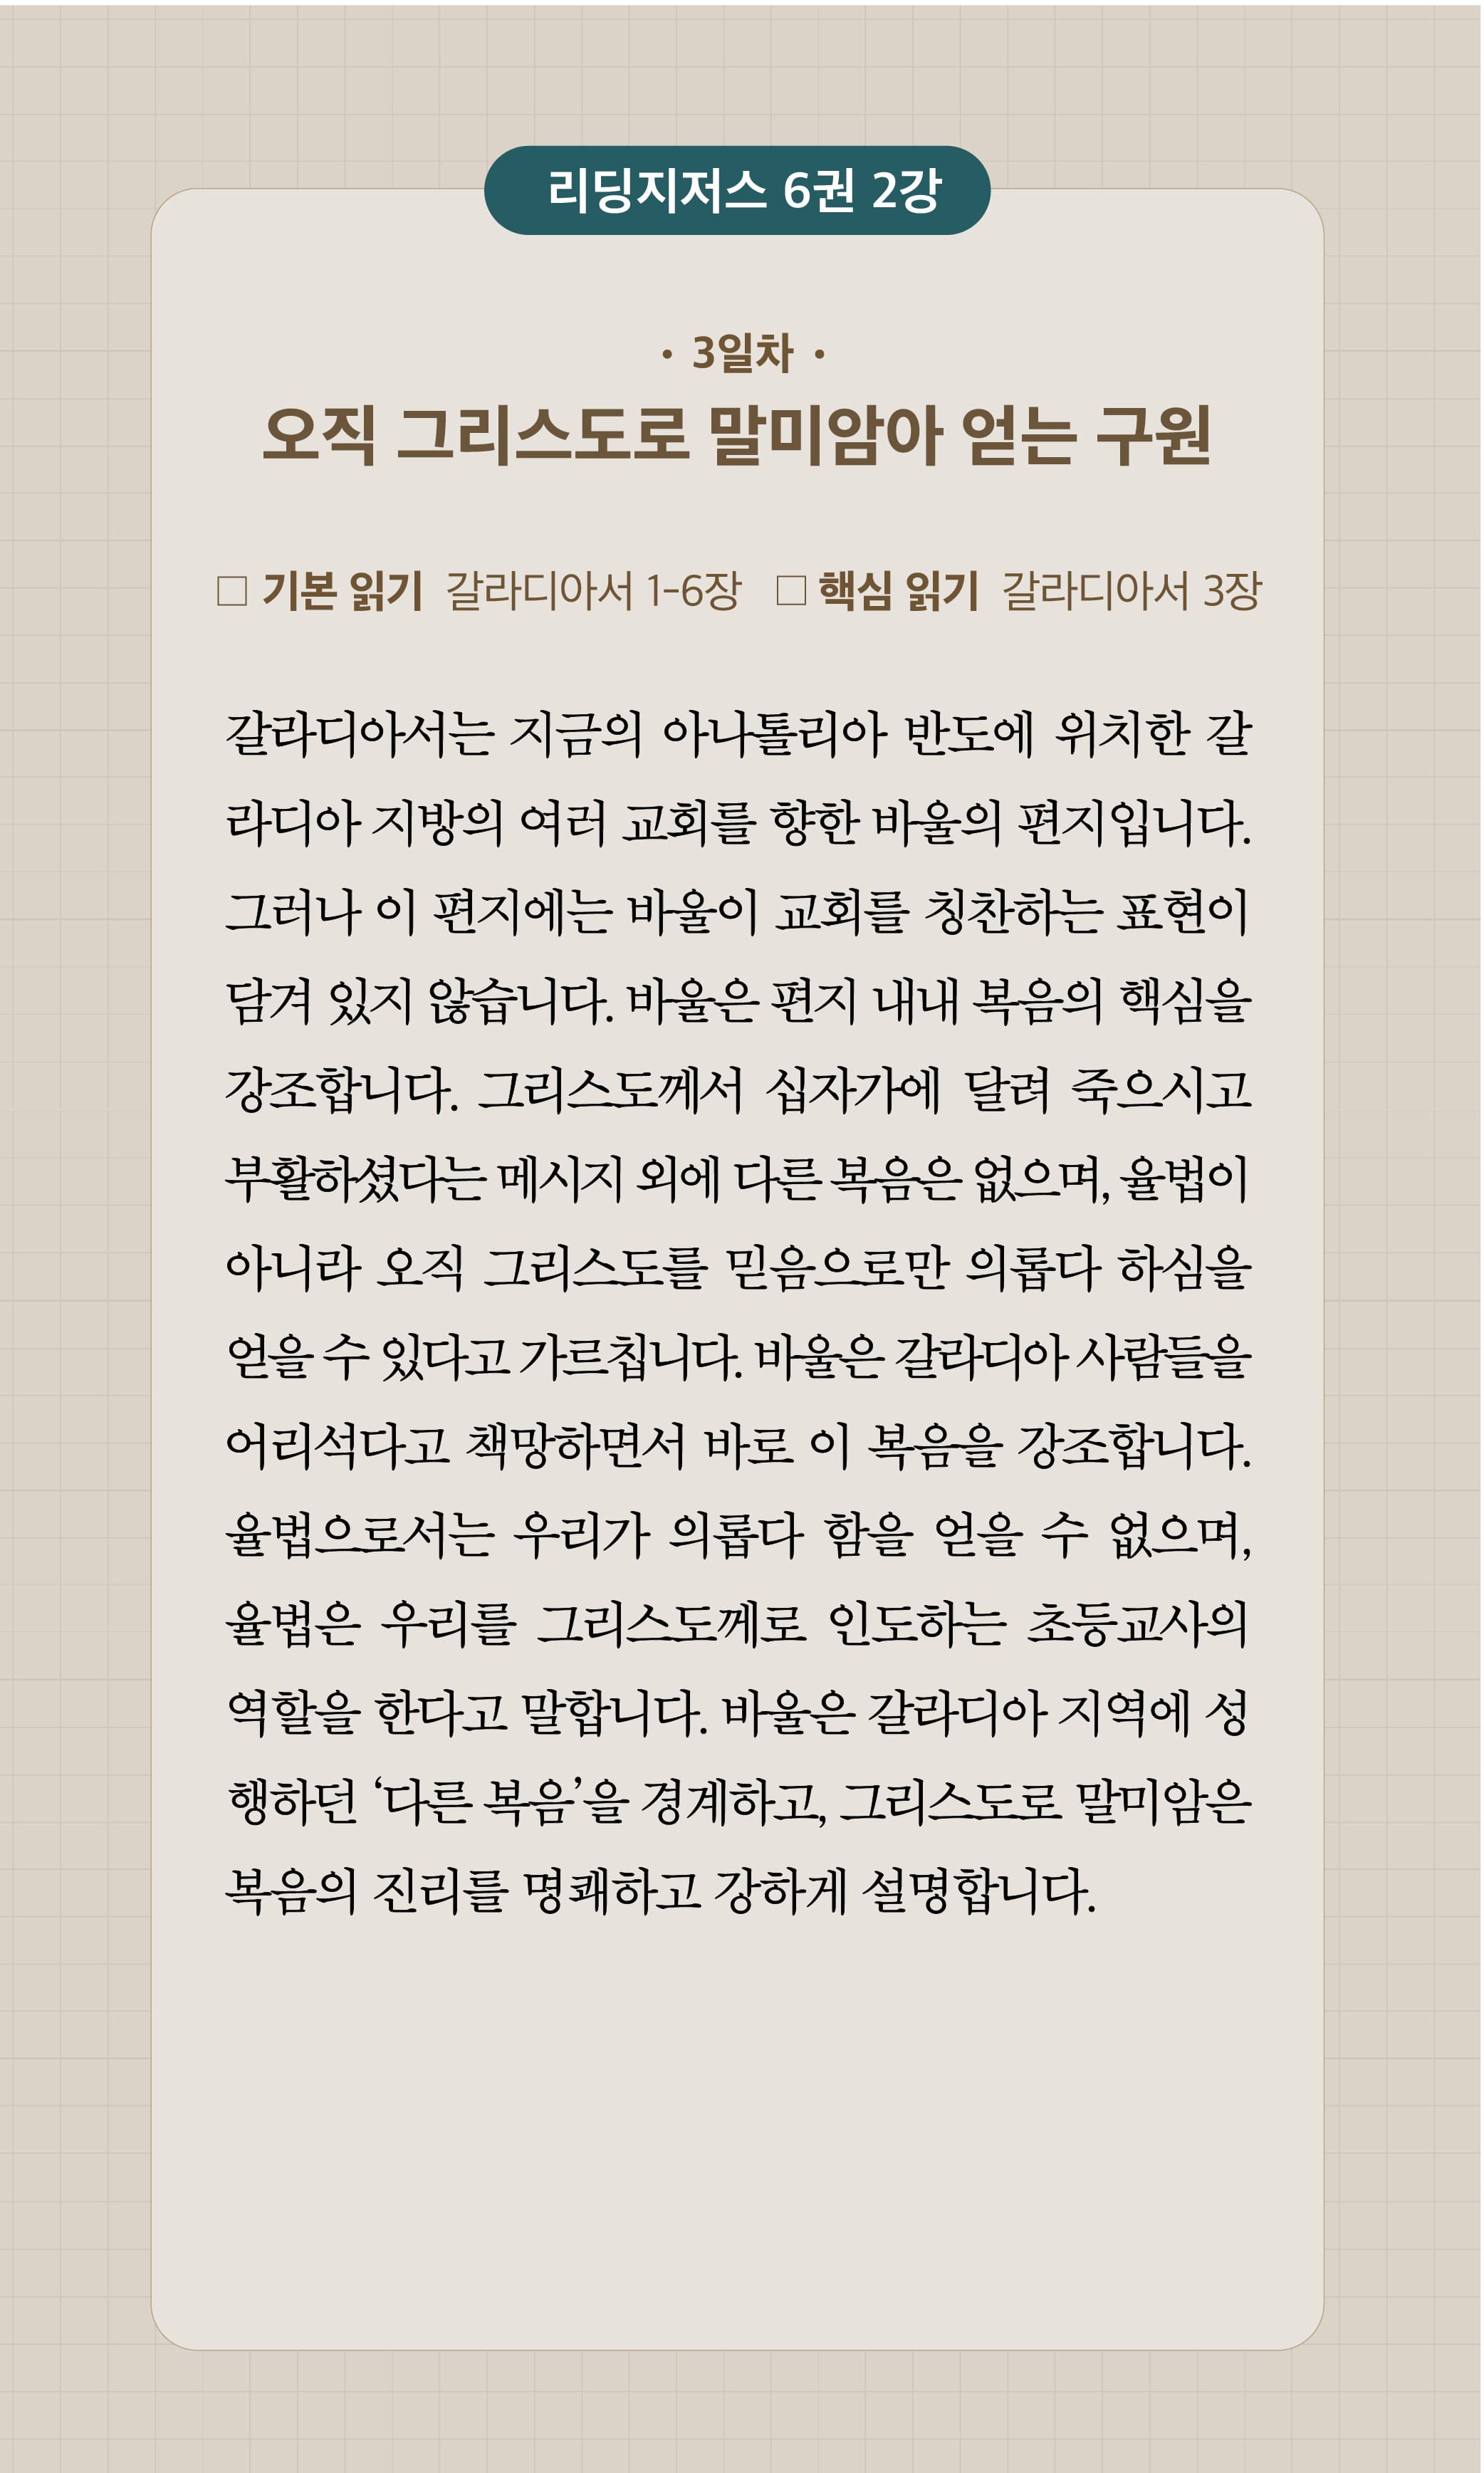 리딩지저스 6권 2강
· 3일차 ·
오직 그리스도로 말미암아 얻는 구원
□ 기본 읽기 갈라디아서 1-6장 □ 핵심 읽기 갈라디아서 3장
갈라디아서는 지금의 아나톨리아 반도에 위치한 갈
라디아 지방의 여러 교회를 향한 바울의 편지입니다.
그러나 이 편지에는 바울이 교회를 칭찬하는 표현이
담겨 있지 않습니다. 바울은 편지 내내 복음의 핵심을
강조합니다. 그리스도께서 십자가에 달려 죽으시고
부활하셨다는 메시지 외에 다른 복음은 없으며, 율법이
아니라 오직 그리스도를 믿음으로만 의롭다 하심을
얻을 수 있다고 가르칩니다. 바울은 갈라디아 사람들을
어리석다고 책망하면서 바로 이 복음을 강조합니다.
율법으로서는 우리가 의롭다 함을 얻을 수 없으며,
율법은 우리를 그리스도께로 인도하는 초등교사의
역할을 한다고 말합니다. 바울은 갈라디아 지역에 성
행하던 ‘다른 복음’을 경계하고, 그리스도로 말미암은
복음의 진리를 명쾌하고 강하게 설명합니다.